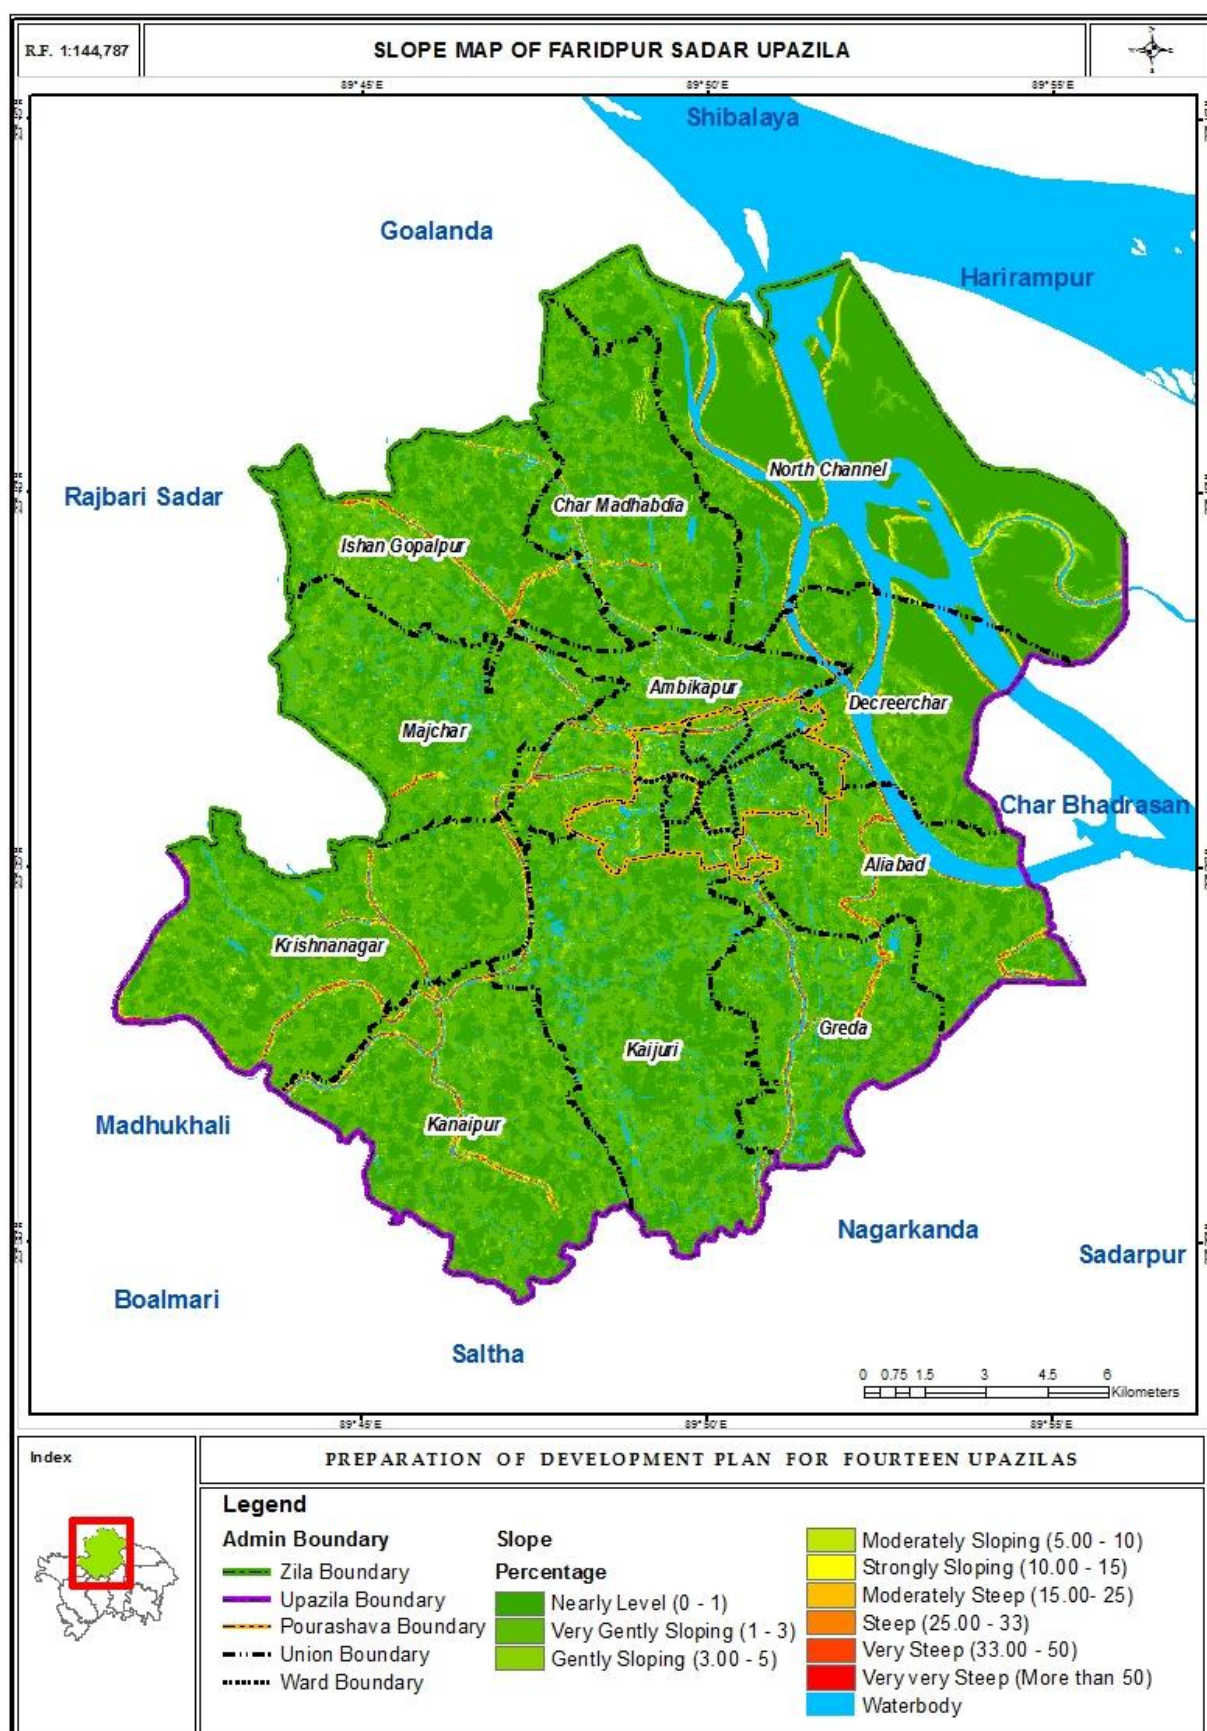 R.F. 1:144,787
SLOPE MAP OF FARIDPUR SADAR UPAZILA
89°45'E
89°50'E
89°55'E
Shibalaya
Goalanda
Harirampur
North Channel
Rajbari Sadar
Char Madhabdia
Ishan Gopalpur
Ambikapur
Decreerchar
Majchar
Char Bhadrasan
Aliabad
Krishnanagar
Greda
Kaijuri
Madhukhali
Kanaipur
Nagarkanda
Sadarpur
Boalmari
Saltha
0 0.75 1.5 3 4.5 6
Kilometers
89°45'E
89°50'E
89°55'E
Index
PREPARATION OF DEVELOPMENT PLAN FOR FOURTEEN UPAZILAS
Legend
Admin Boundary
Zila Boundary
Upazila Boundary
Pourashava Boundary
Union Boundary
Ward Boundary
Slope
Percentage
Nearly Level (0 - 1)
Very Gently Sloping (1 - 3)
Gently Sloping (3.00 - 5)
Moderately Sloping (5.00 - 10)
Strongly Sloping (10.00 - 15)
Moderately Steep (15.00- 25)
Steep (25.00 - 33)
Very Steep (33.00 - 50)
Very very Steep (More than 50)
Waterbody